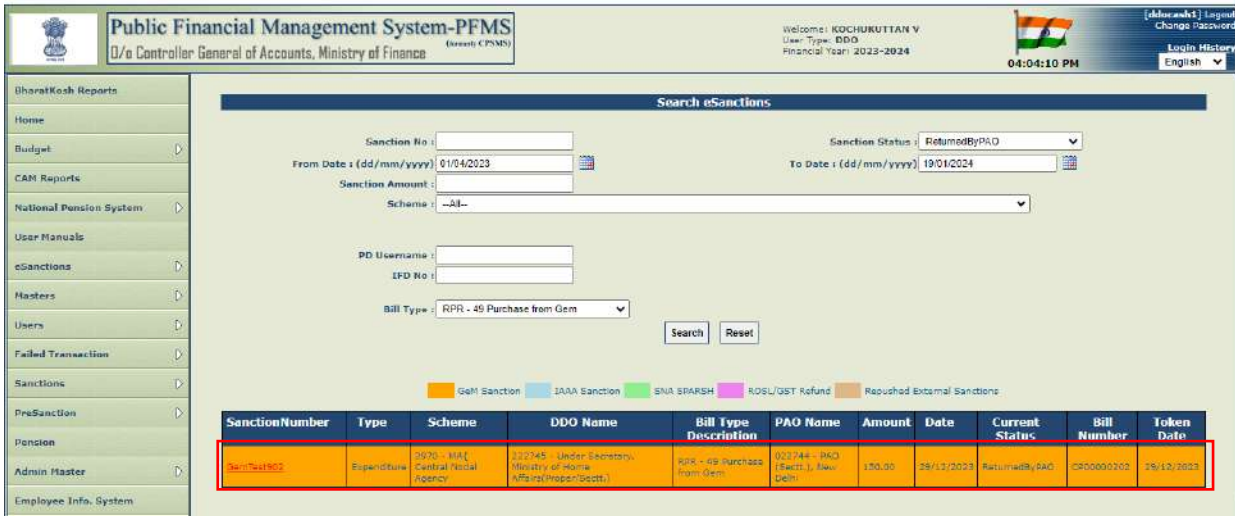 Public Financial Management System-PFMS
(formerly CPSMS)
O/o Controller General of Accounts, Ministry of Finance
Welcome: KOCHUKUTTAN V
User Type: DDO
Financial Year: 2023-2024
04:04:10 PM
[ddocash1] Logout
Change Password
Login History
English
BharatKosh Reports
Home
Budget
CAM Reports
National Pension System
User Manuals
eSanctions
Masters
Users
Failed Transaction
Sanctions
PreSanction
Pension
Admin Master
Employee Info. System
Search eSanctions
Sanction No :
Sanction Status : ReturnedByPAO
From Date : (dd/mm/yyyy) 01/04/2023
To Date : (dd/mm/yyyy) 19/01/2024
Sanction Amount :
Scheme : --All--
PD Username :
IFD No :
Bill Type : RPR - 49 Purchase from Gem
Search Reset
GeM Sanction IAAA Sanction SNA SPARSH ROSL/GST Refund Repushed External Sanctions
SanctionNumber Type Scheme DDO Name Bill Type Description PAO Name Amount Date Current Status Bill Number Token Date
GemTest902 Expenditure Central Nodal Agency 222745 - Under Secretary, Ministry of Home Affairs(Proper/Sectt.) RPR - 49 Purchase from Gem 022744 - PAO (Sectt.), New Delhi 150.00 29/12/2023 ReturnedByPAO CP00000202 29/12/2023